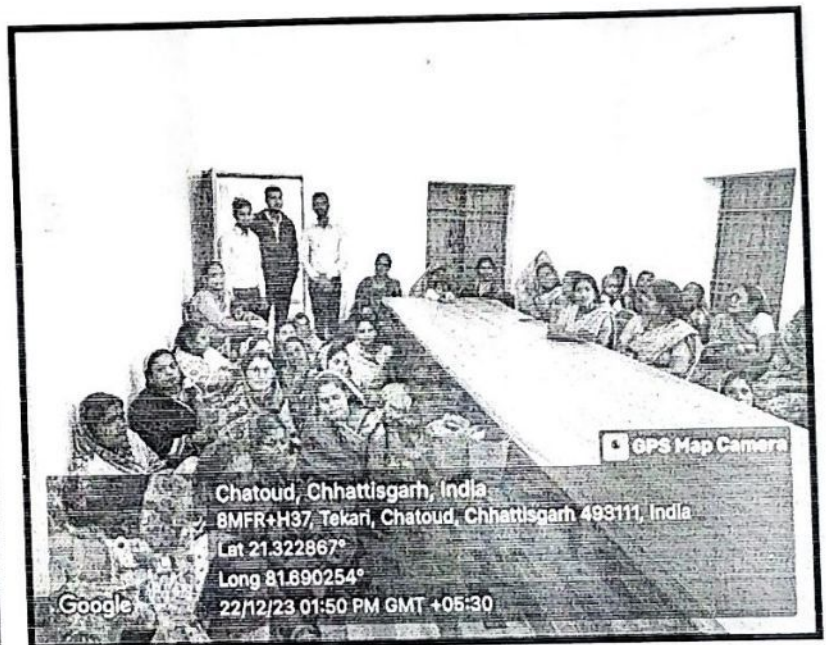 GPS Map Camera
Chatoud, Chhattisgarh, India
8MFR+H37, Tekari, Chatoud, Chhattisgarh 493111, India
Lat 21.322867°
Long 81.690254°
22/12/23 01:50 PM GMT +05:30
Google